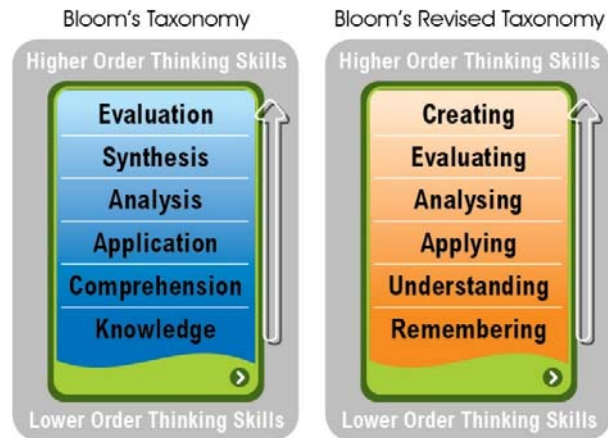 Bloom's Taxonomy
Higher Order Thinking Skills
Evaluation
Synthesis
Analysis
Application
Comprehension
Knowledge
Lower Order Thinking Skills
Bloom's Revised Taxonomy
Higher Order Thinking Skills
Creating
Evaluating
Analysing
Applying
Understanding
Remembering
Lower Order Thinking Skills